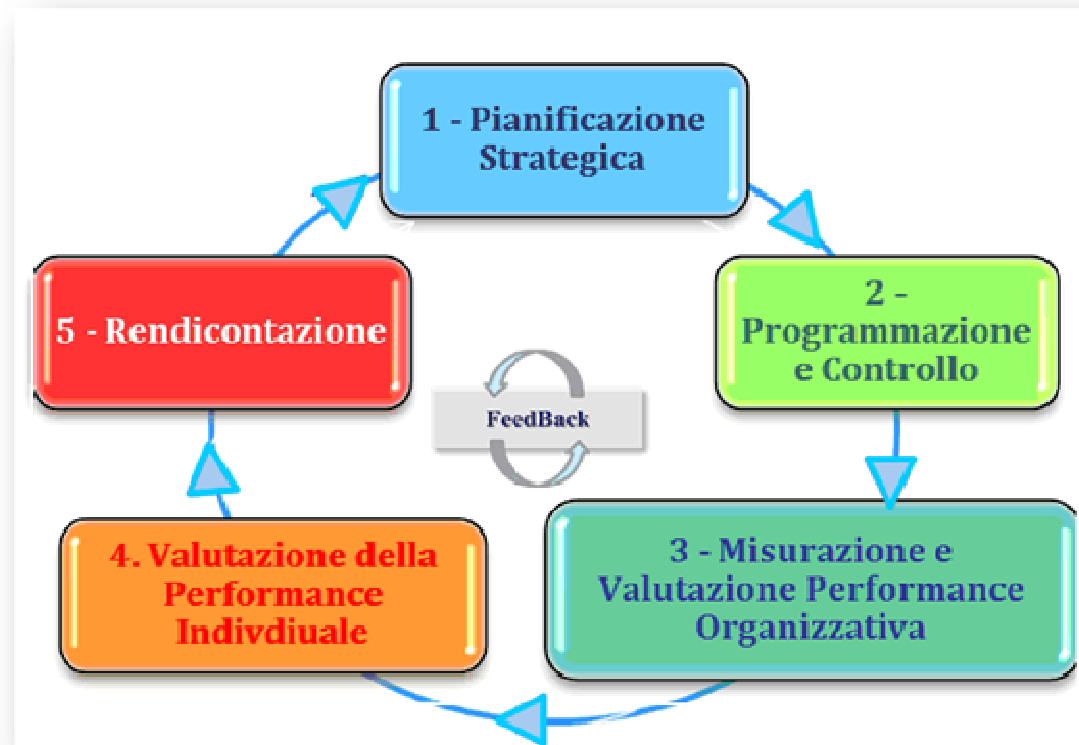 1 - Pianificazione
Strategica
2 -
Programmazione
e Controllo
3 - Misurazione e
Valutazione Performance
Organizzativa
4. Valutazione della
Performance
Indivdiuale
5 - Rendicontazione
FeedBack